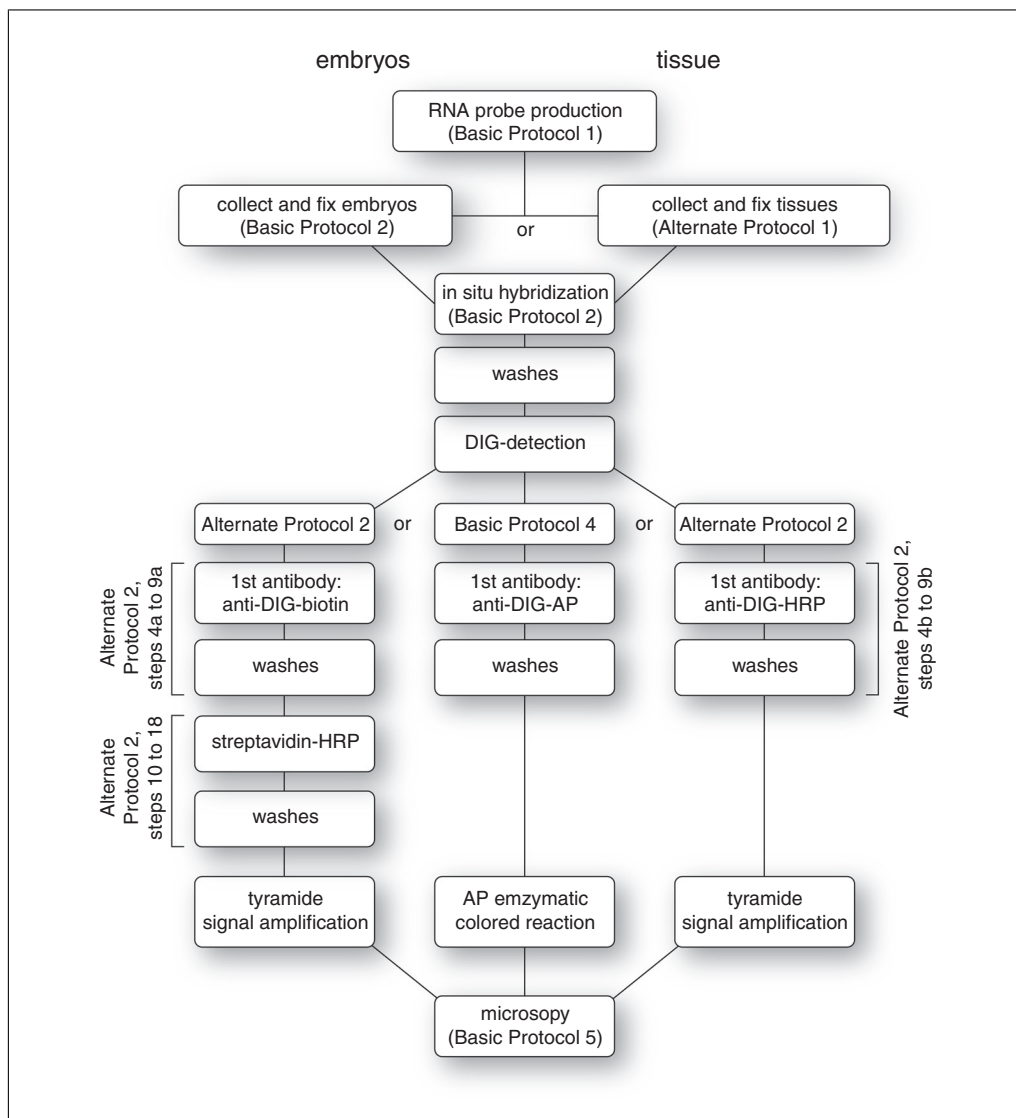 embryos
tissue
RNA probe production
(Basic Protocol 1)
collect and fix embryos
(Basic Protocol 2)
or
collect and fix tissues
(Alternate Protocol 1)
in situ hybridization
(Basic Protocol 2)
washes
DIG-detection
Alternate Protocol 2
or
Basic Protocol 4
or
Alternate Protocol 2
Alternate
Protocol 2,
steps 4a to 9a
1st antibody:
anti-DIG-biotin
1st antibody:
anti-DIG-AP
1st antibody:
anti-DIG-HRP
Alternate Protocol 2,
steps 4b to 9b
washes
washes
washes
Alternate
Protocol 2,
steps 10 to 18
streptavidin-HRP
washes
tyramide
signal amplification
AP emzymatic
colored reaction
tyramide
signal amplification
microsopy
(Basic Protocol 5)